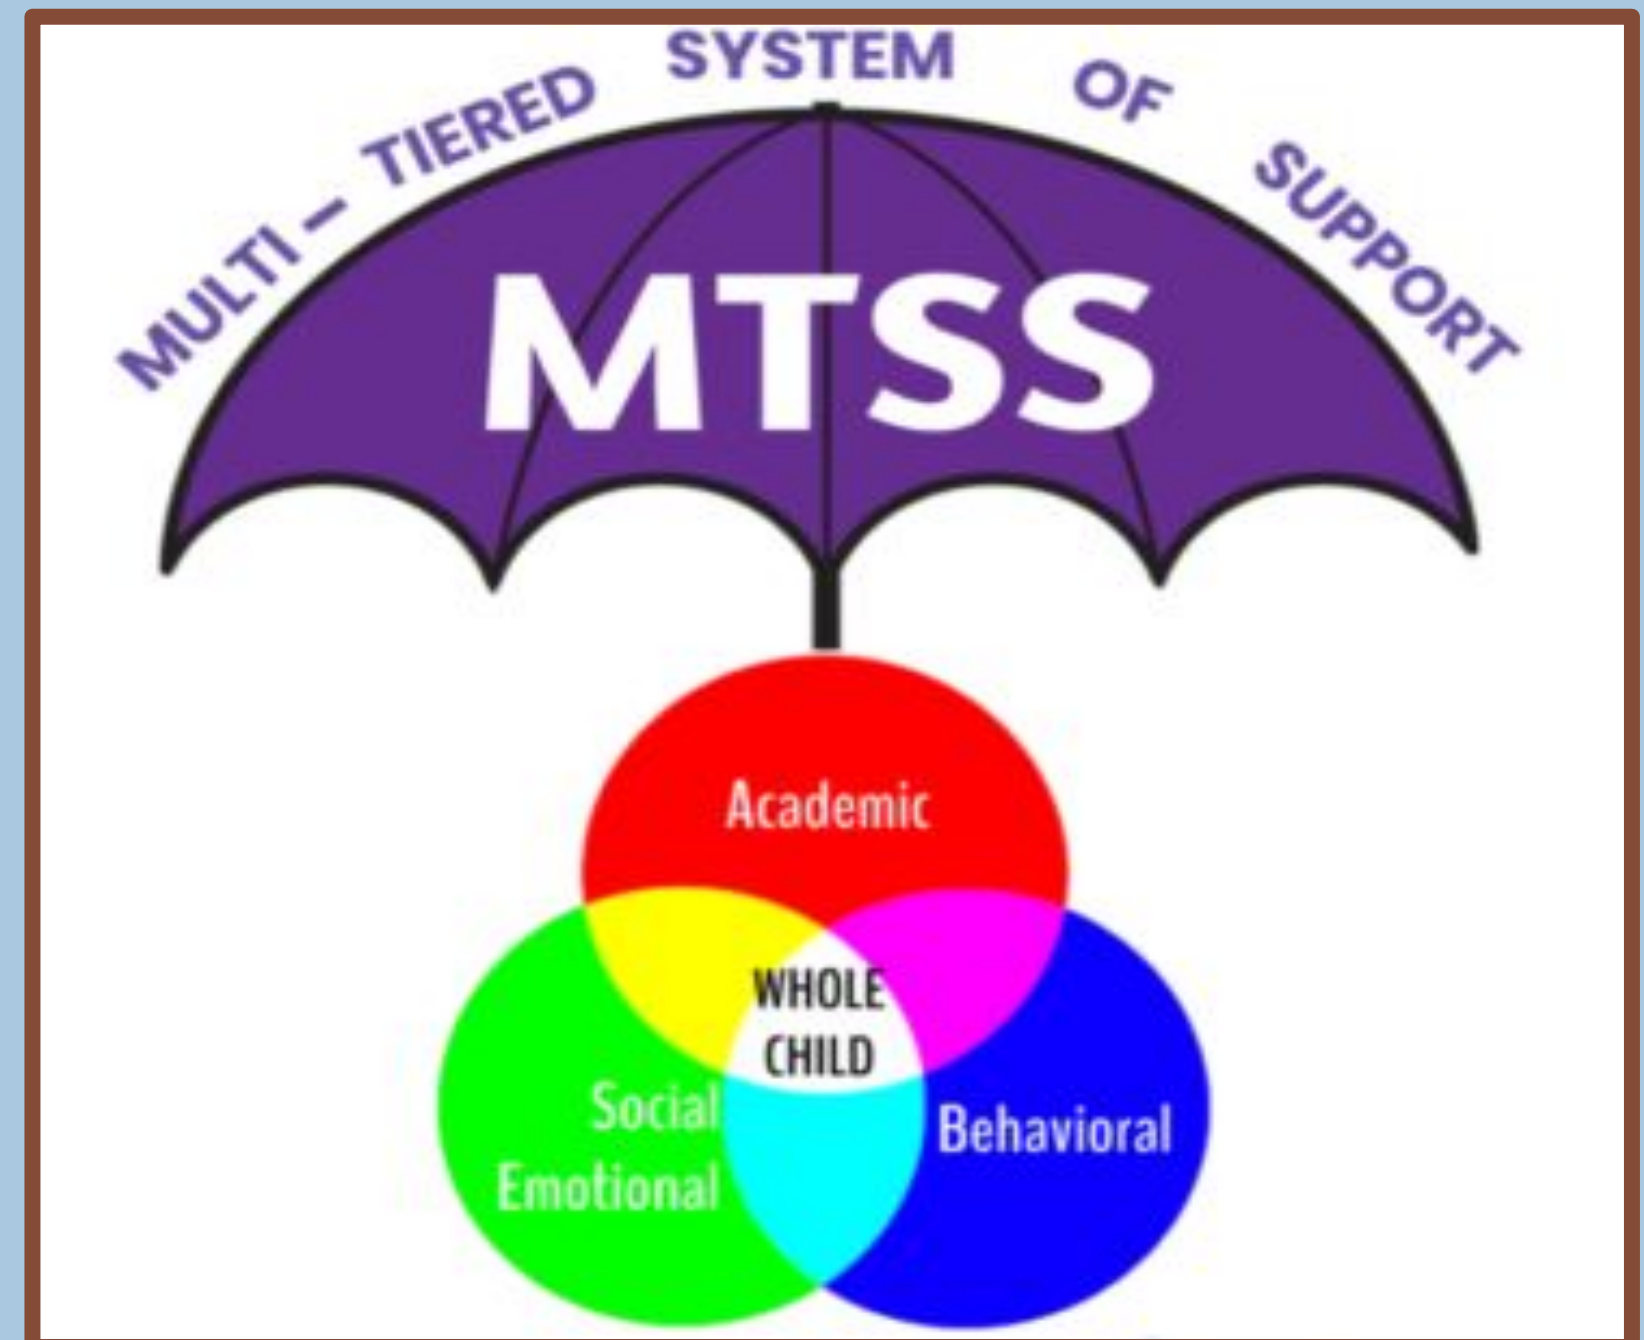 MULTI – TIERED SYSTEM OF SUPPORT
MTSS
Academic
WHOLE
CHILD
Social
Emotional
Behavioral